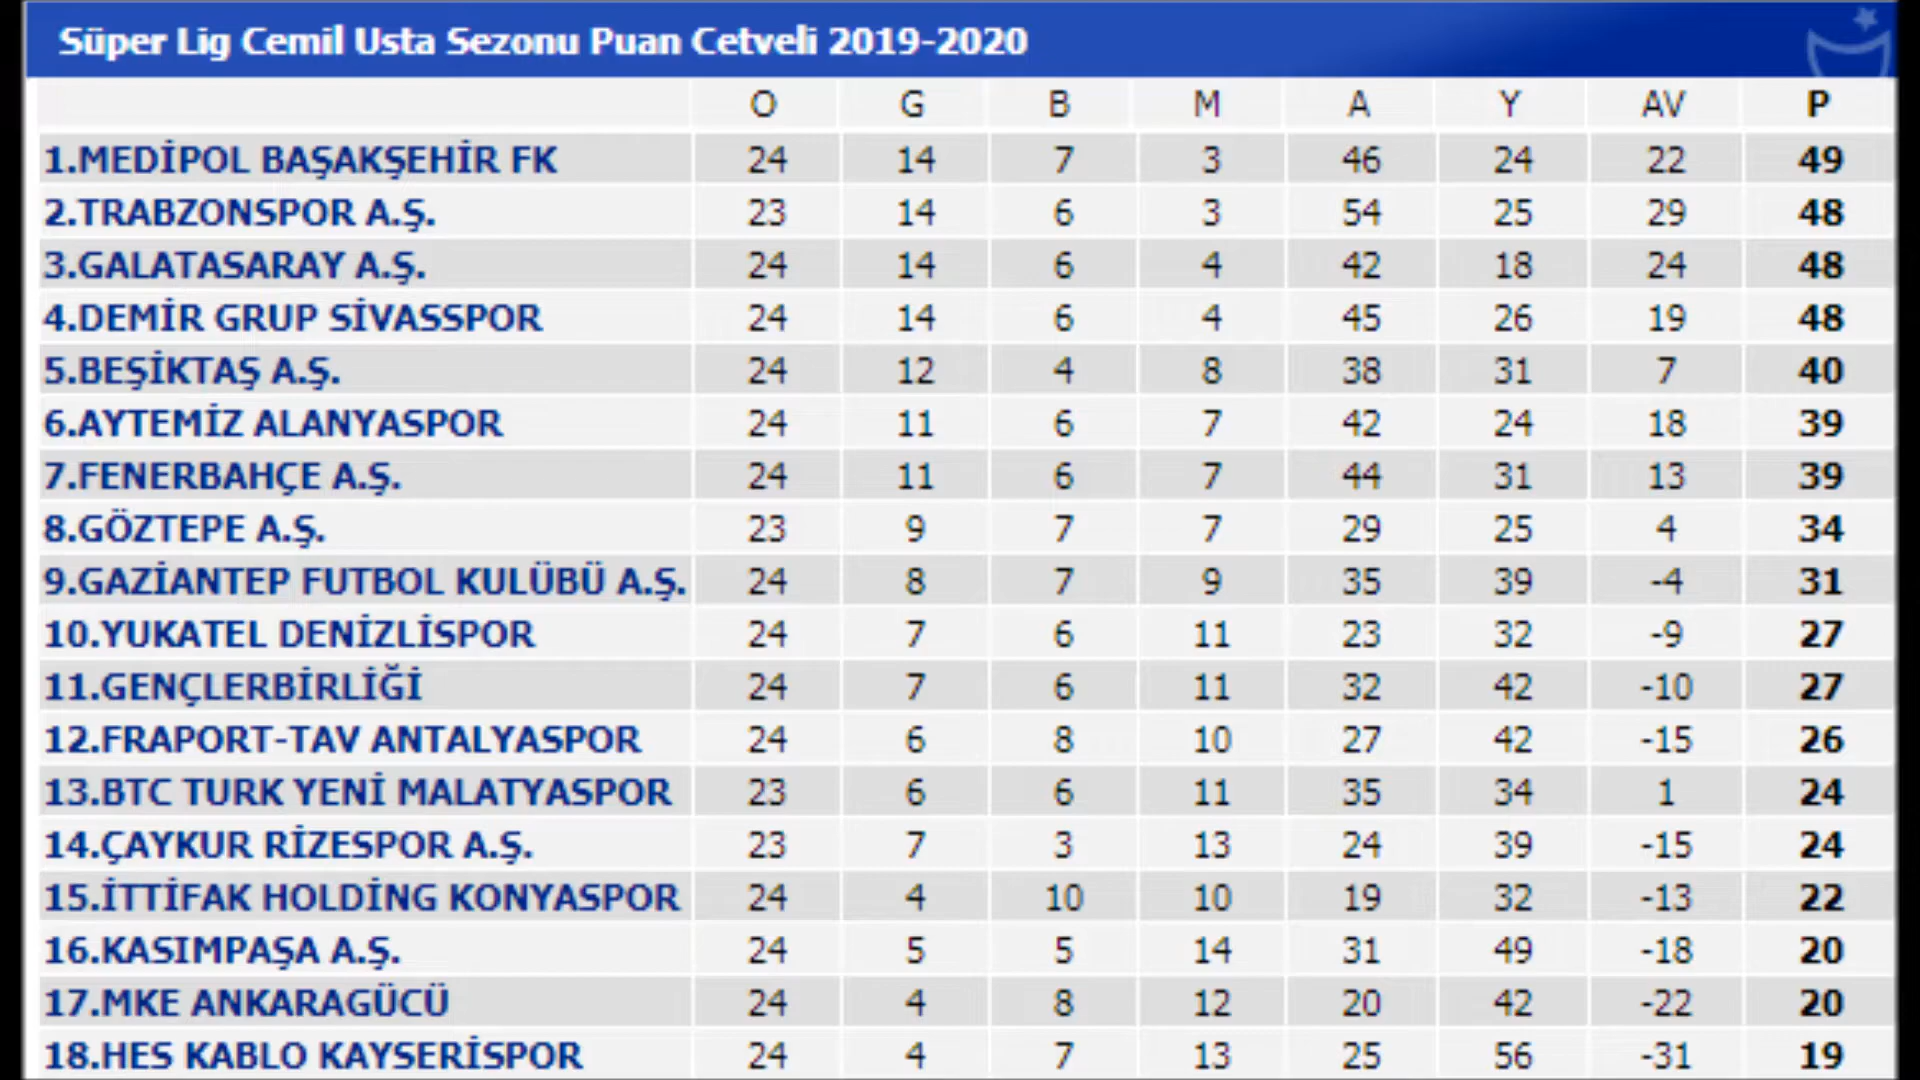 Süper Lig Cemil Usta Sezonu Puan Cetveli 2019-2020
O G B M A Y AV P
1.MEDİPOL BAŞAKŞEHİR FK 24 14 7 3 46 24 22 49
2.TRABZONSPOR A.Ş. 23 14 6 3 54 25 29 48
3.GALATASARAY A.Ş. 24 14 6 4 42 18 24 48
4.DEMİR GRUP SİVASSPOR 24 14 6 4 45 26 19 48
5.BEŞİKTAŞ A.Ş. 24 12 4 8 38 31 7 40
6.AYTEMİZ ALANYASPOR 24 11 6 7 42 24 18 39
7.FENERBAHÇE A.Ş. 24 11 6 7 44 31 13 39
8.GÖZTEPE A.Ş. 23 9 7 7 29 25 4 34
9.GAZİANTEP FUTBOL KULÜBÜ A.Ş. 24 8 7 9 35 39 -4 31
10.YUKATEL DENİZLİSPOR 24 7 6 11 23 32 -9 27
11.GENÇLERBİRLİĞİ 24 7 6 11 32 42 -10 27
12.FRAPORT-TAV ANTALYASPOR 24 6 8 10 27 42 -15 26
13.BTC TURK YENİ MALATYASPOR 23 6 6 11 35 34 1 24
14.ÇAYKUR RİZESPOR A.Ş. 23 7 3 13 24 39 -15 24
15.İTTİFAK HOLDİNG KONYASPOR 24 4 10 10 19 32 -13 22
16.KASIMPAŞA A.Ş. 24 5 5 14 31 49 -18 20
17.MKE ANKARAGÜCÜ 24 4 8 12 20 42 -22 20
18.HES KABLO KAYSERİSPOR 24 4 7 13 25 56 -31 19